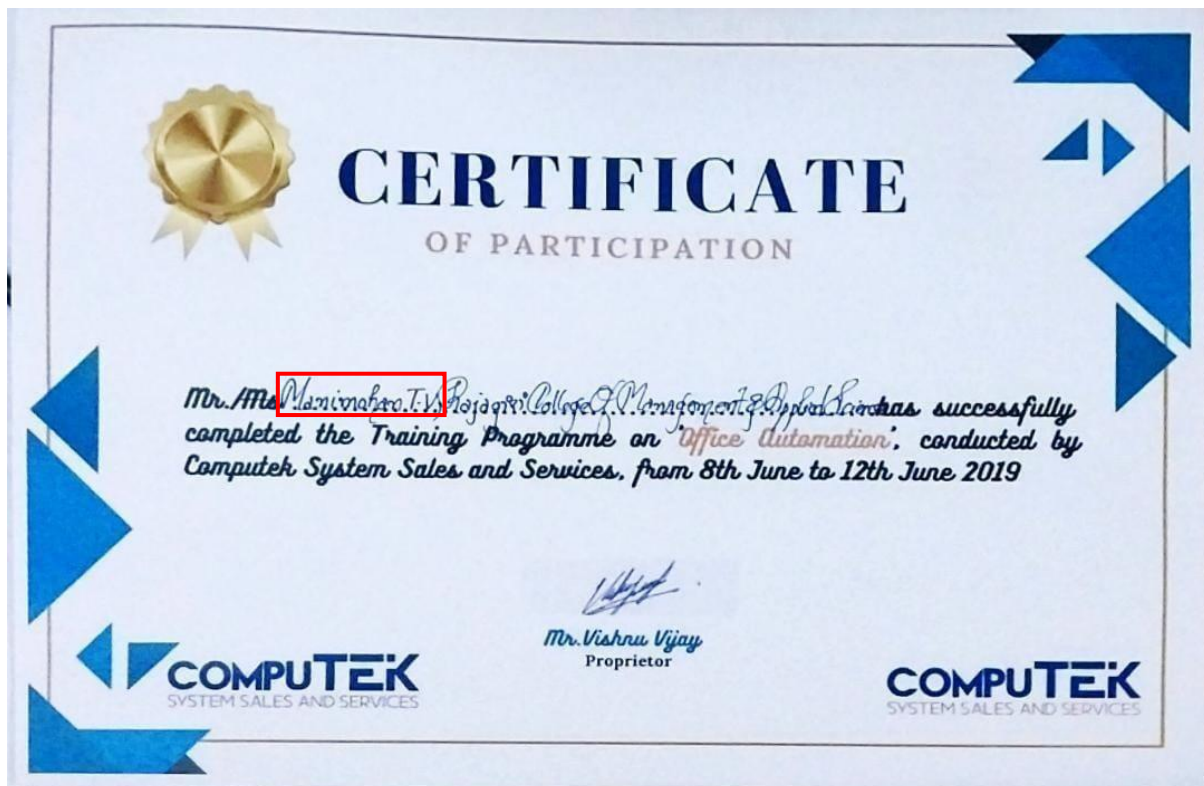 CERTIFICATE
OF PARTICIPATION
Mr./Ms. Manimohan.T.V, Rajagiri College Of Management & Applied Science has successfully
completed the Training Programme on 'Office Automation', conducted by
Computek System Sales and Services, from 8th June to 12th June 2019
Mr.Vishnu Vijay
Proprietor
COMPUTEK
SYSTEM SALES AND SERVICES
COMPUTEK
SYSTEM SALES AND SERVICES